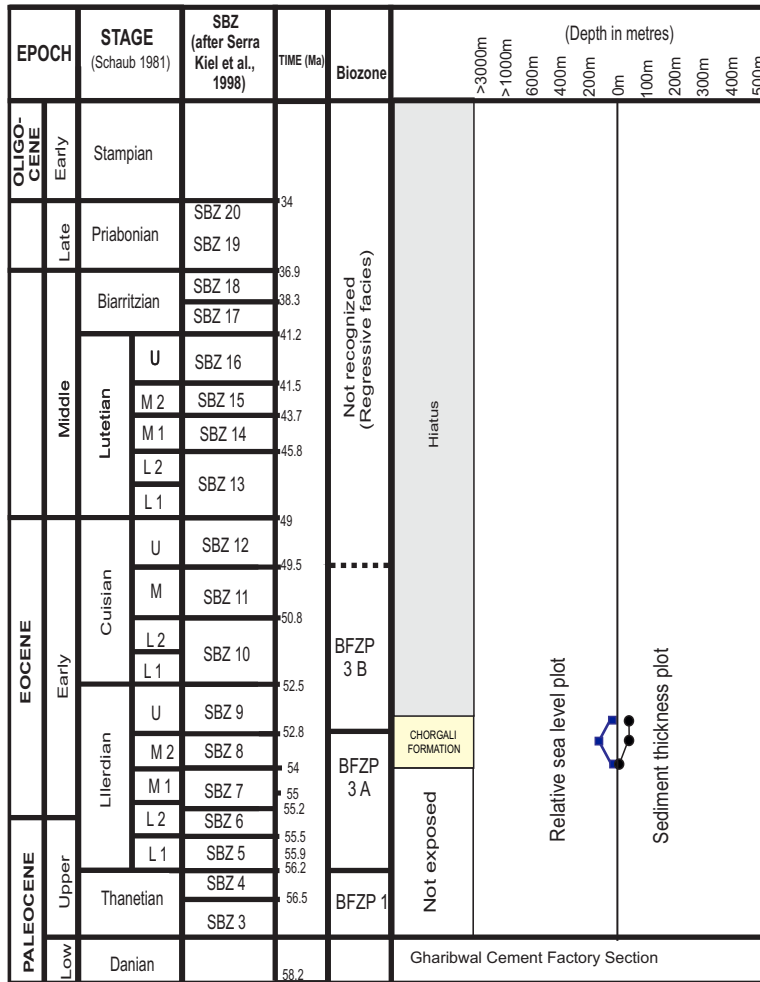 EPOCH
STAGE
(Schaub 1981)
SBZ
(after Serra
Kiel et al.,
1998)
TIME (Ma)
Biozone
(Depth in metres)
>3000m
>1000m
600m
400m
200m
0m
100m
200m
300m
400m
500m
OLIGO-
CENE
Early
Stampian
34
Late
Priabonian
SBZ 20
SBZ 19
36.9
EOCENE
Middle
Biarritzian
SBZ 18
38.3
SBZ 17
41.2
Lutetian
U
SBZ 16
41.5
M 2
SBZ 15
43.7
M 1
SBZ 14
45.8
L 2
L 1
SBZ 13
49
Early
Cuisian
U
SBZ 12
49.5
M
SBZ 11
50.8
L 2
L 1
SBZ 10
52.5
LIlerdian
U
SBZ 9
52.8
M 2
SBZ 8
54
M 1
SBZ 7
55
55.2
L 2
SBZ 6
55.5
L 1
SBZ 5
55.9
56.2
PALEOCENE
Upper
Thanetian
SBZ 4
56.5
SBZ 3
Low
Danian
58.2
Not recognized
(Regressive facies)
BFZP
3 B
BFZP
3 A
BFZP 1
Hiatus
CHORGALI
FORMATION
Not exposed
Relative sea level plot
Sediment thickness plot
Gharibwal Cement Factory Section